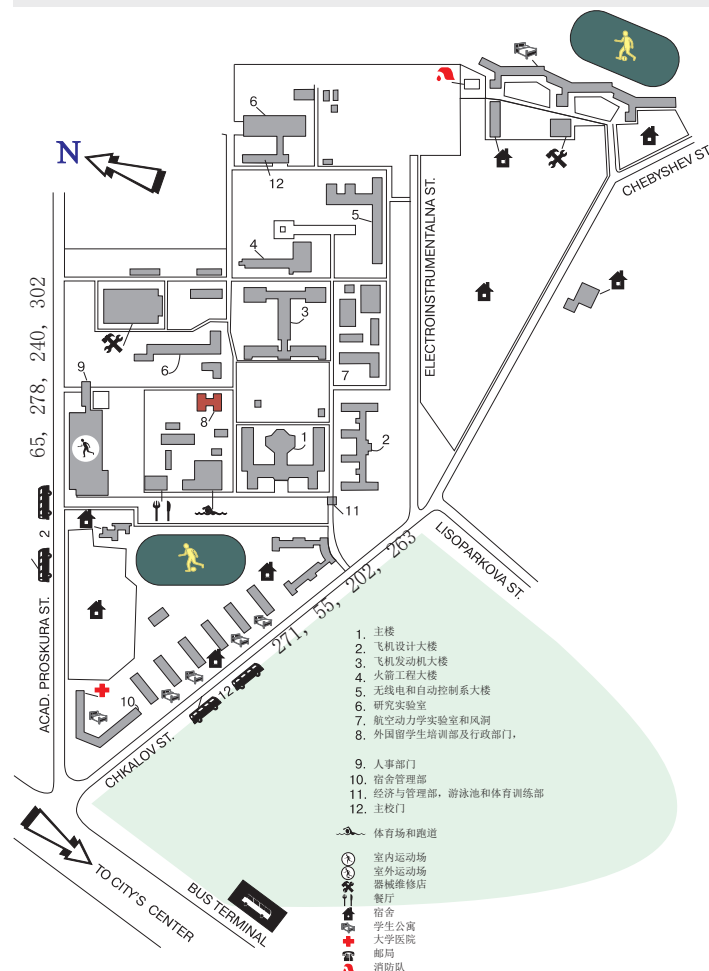 6
N
12
CHEBYSHEV ST.
5
4
ELECTROINSTRUMENTALNA ST.
65, 278, 240, 302
3
9
6
7
8
1
2
11
2
LISOPARKOVA ST.
271, 55, 202, 263
ACAD. PROSKURA ST.
10
12
CHKALOV ST.
TO CITY'S CENTER
BUS TERMINAL
1. 主楼
2. 飞机设计大楼
3. 飞机发动机大楼
4. 火箭工程大楼
5. 无线电和自动控制系大楼
6. 研究实验室
7. 航空动力学实验室和风洞
8. 外国留学生培训部及行政部门,
9. 人事部门
10. 宿舍管理部
11. 经济与管理部, 游泳池和体育训练部
12. 主校门
体育场和跑道
室内运动场
室外运动场
器械维修店
餐厅
宿舍
学生公寓
大学医院
邮局
消防队